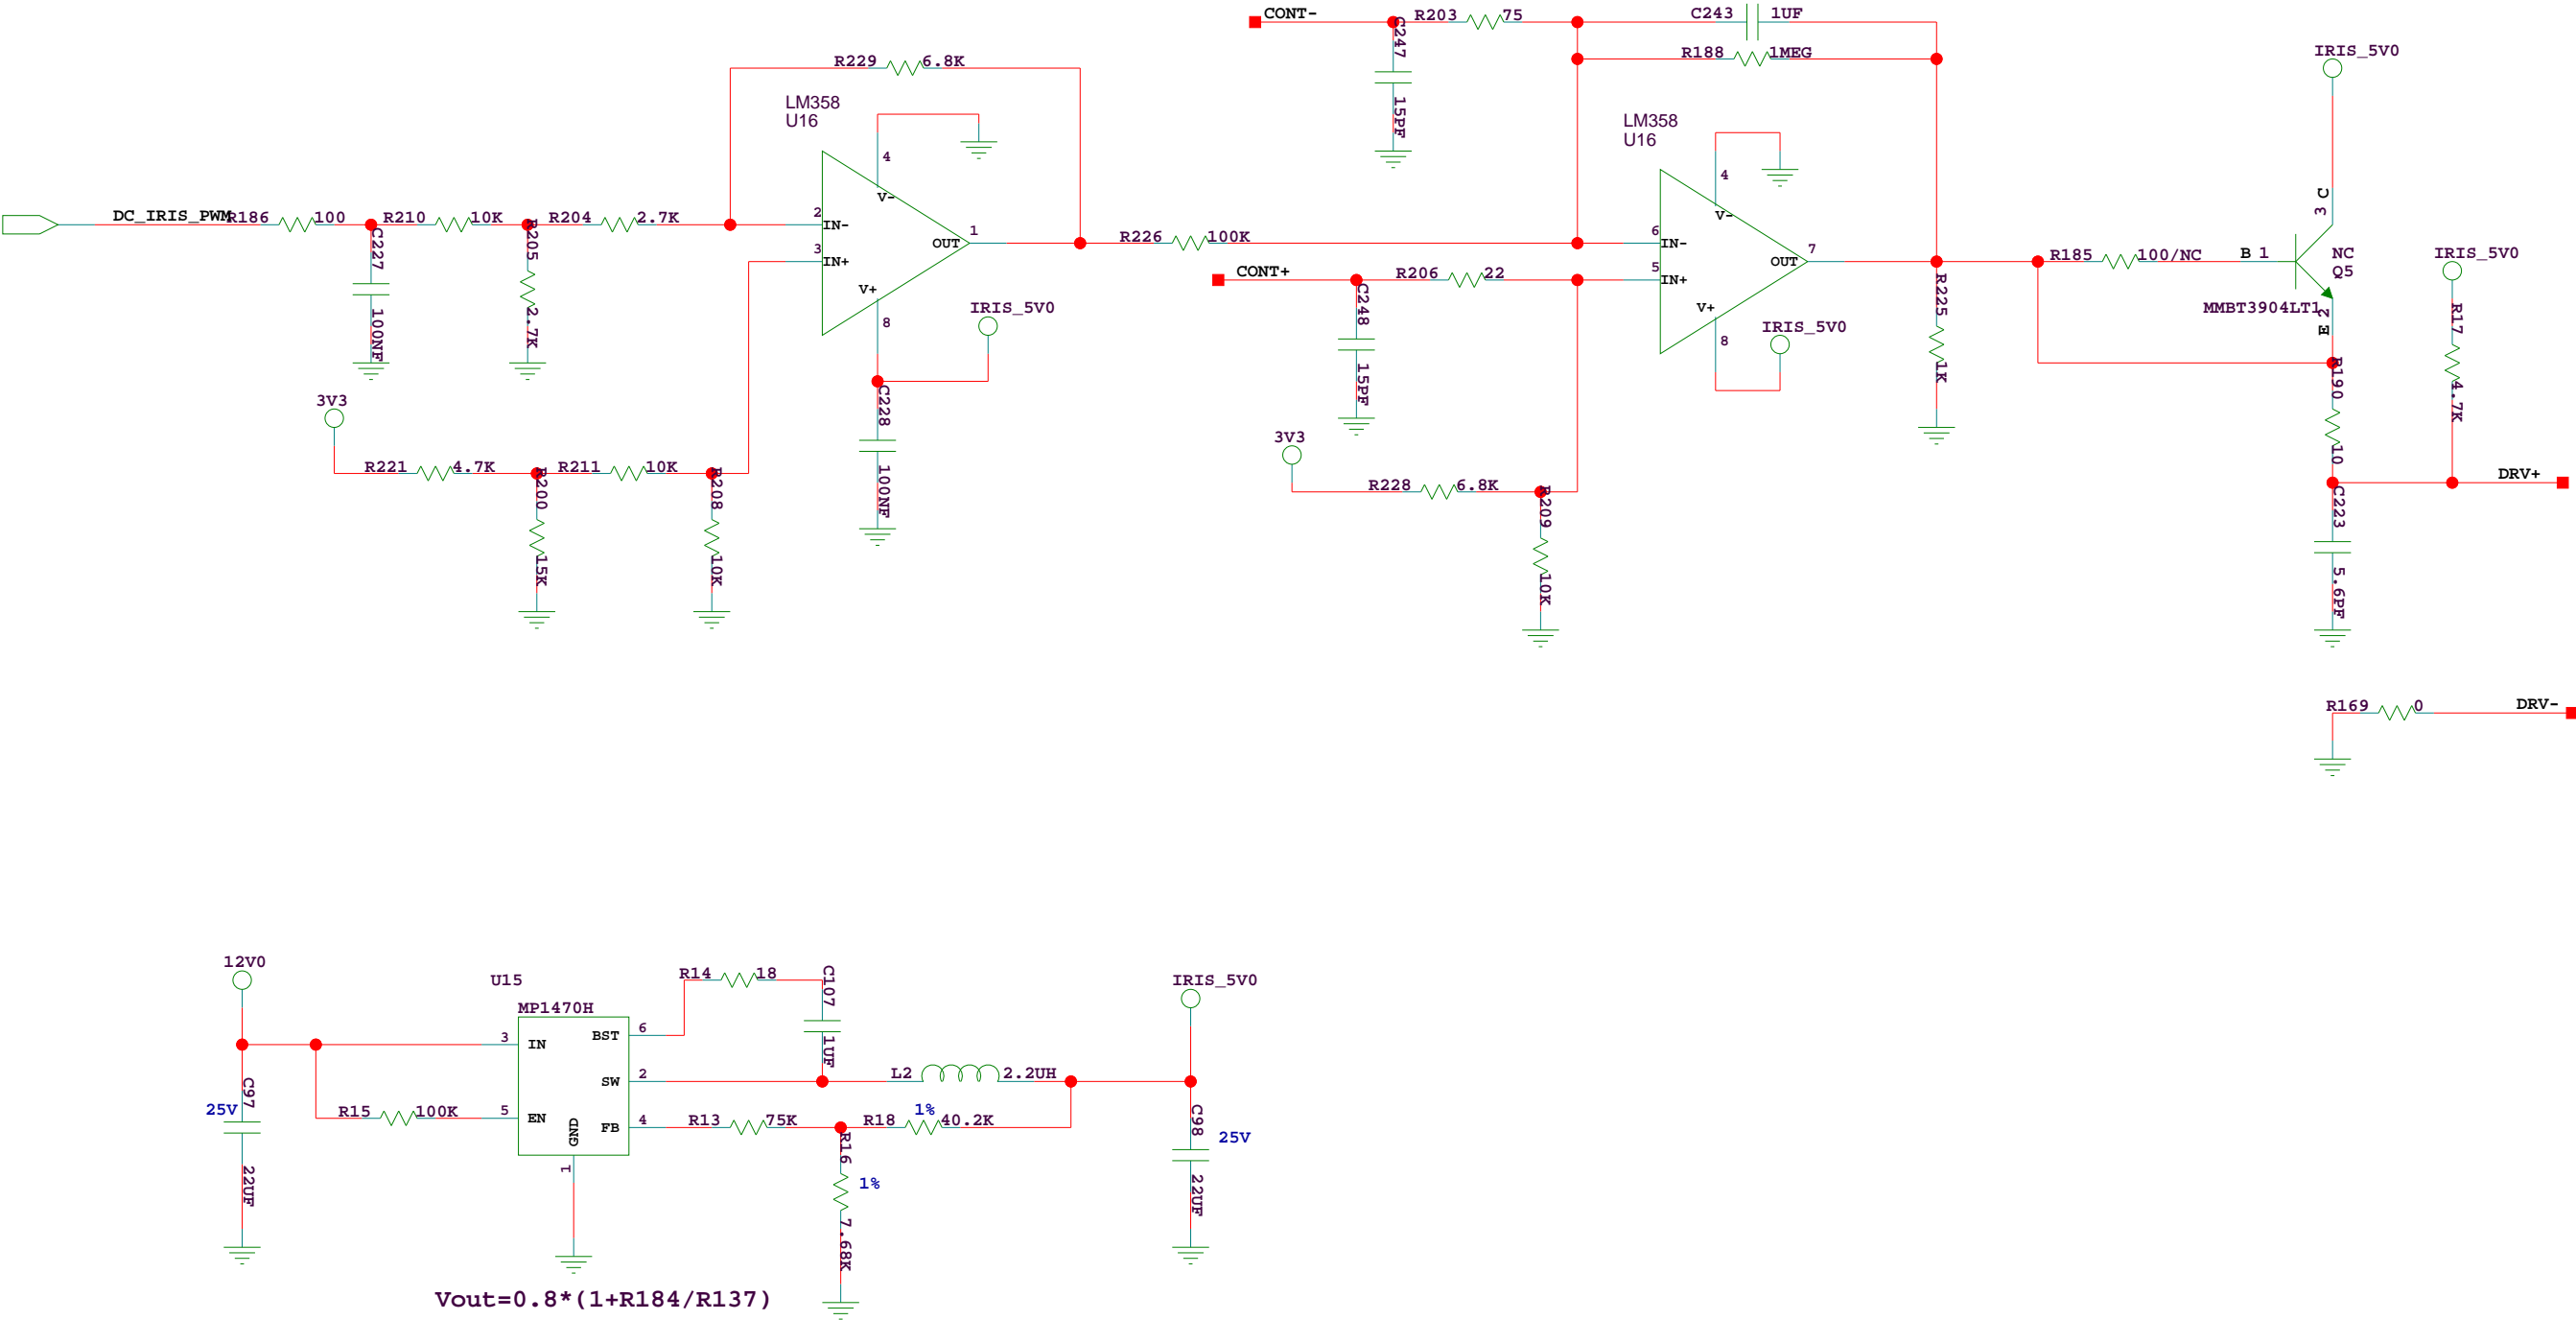 CONT-
R203 75
C243 1UF
C247
15PF
R188 1MEG
IRIS_5V0
R229 6.8K
LM358
U16
4
V-
2 IN-
3 IN+
OUT 1
V+
8
IRIS_5V0
C228
100NF
DC_IRIS_PWM
R186 100
C227
100NF
R210 10K
R205
2.7K
R204 2.7K
3V3
R221 4.7K
R200
15K
R211 10K
R208
10K
R226 100K
CONT+
C248
15PF
R206 22
LM358
U16
4
V-
6 IN-
5 IN+
OUT 7
V+
8
IRIS_5V0
3V3
R228 6.8K
R209
10K
R225
1K
R185 100/NC
B 1
3 C
NC
Q5
MMBT3904LT1
E 2
IRIS_5V0
R17
4.7K
R190
10
DRV+
C223
5.6PF
R169 0
DRV-
12V0
C97
25V
22UF
R15 100K
U15
MP1470H
3 IN
5 EN
GND
1
BST 6
SW 2
FB 4
R14 18
C107
1UF
L2 2.2UH
R13 75K
R18 40.2K
1%
R16
1%
7.68K
IRIS_5V0
C98
25V
22UF
Vout=0.8*(1+R184/R137)